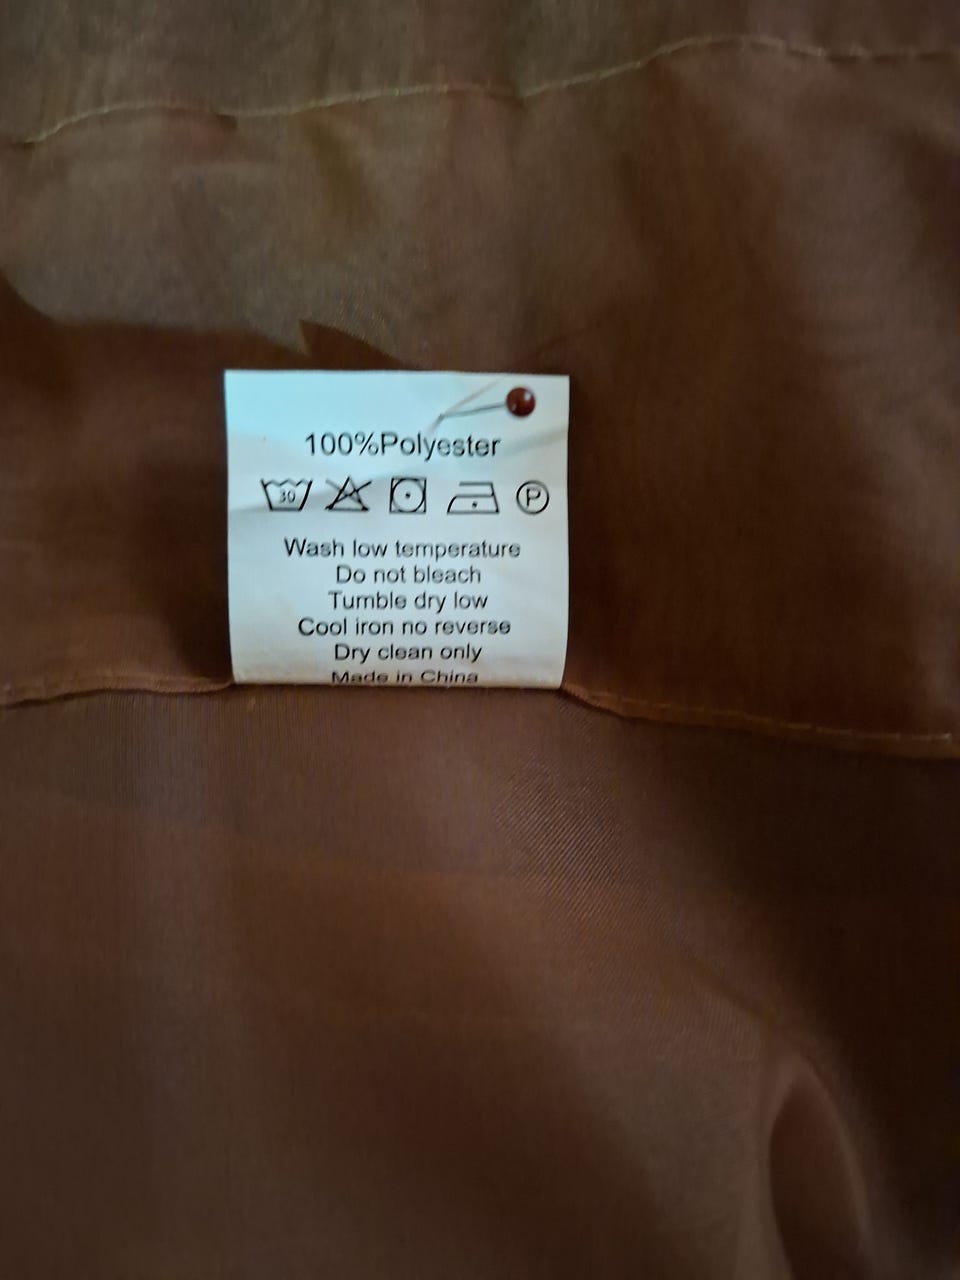 100%Polyester
30 P
Wash low temperature
Do not bleach
Tumble dry low
Cool iron no reverse
Dry clean only
Made in China